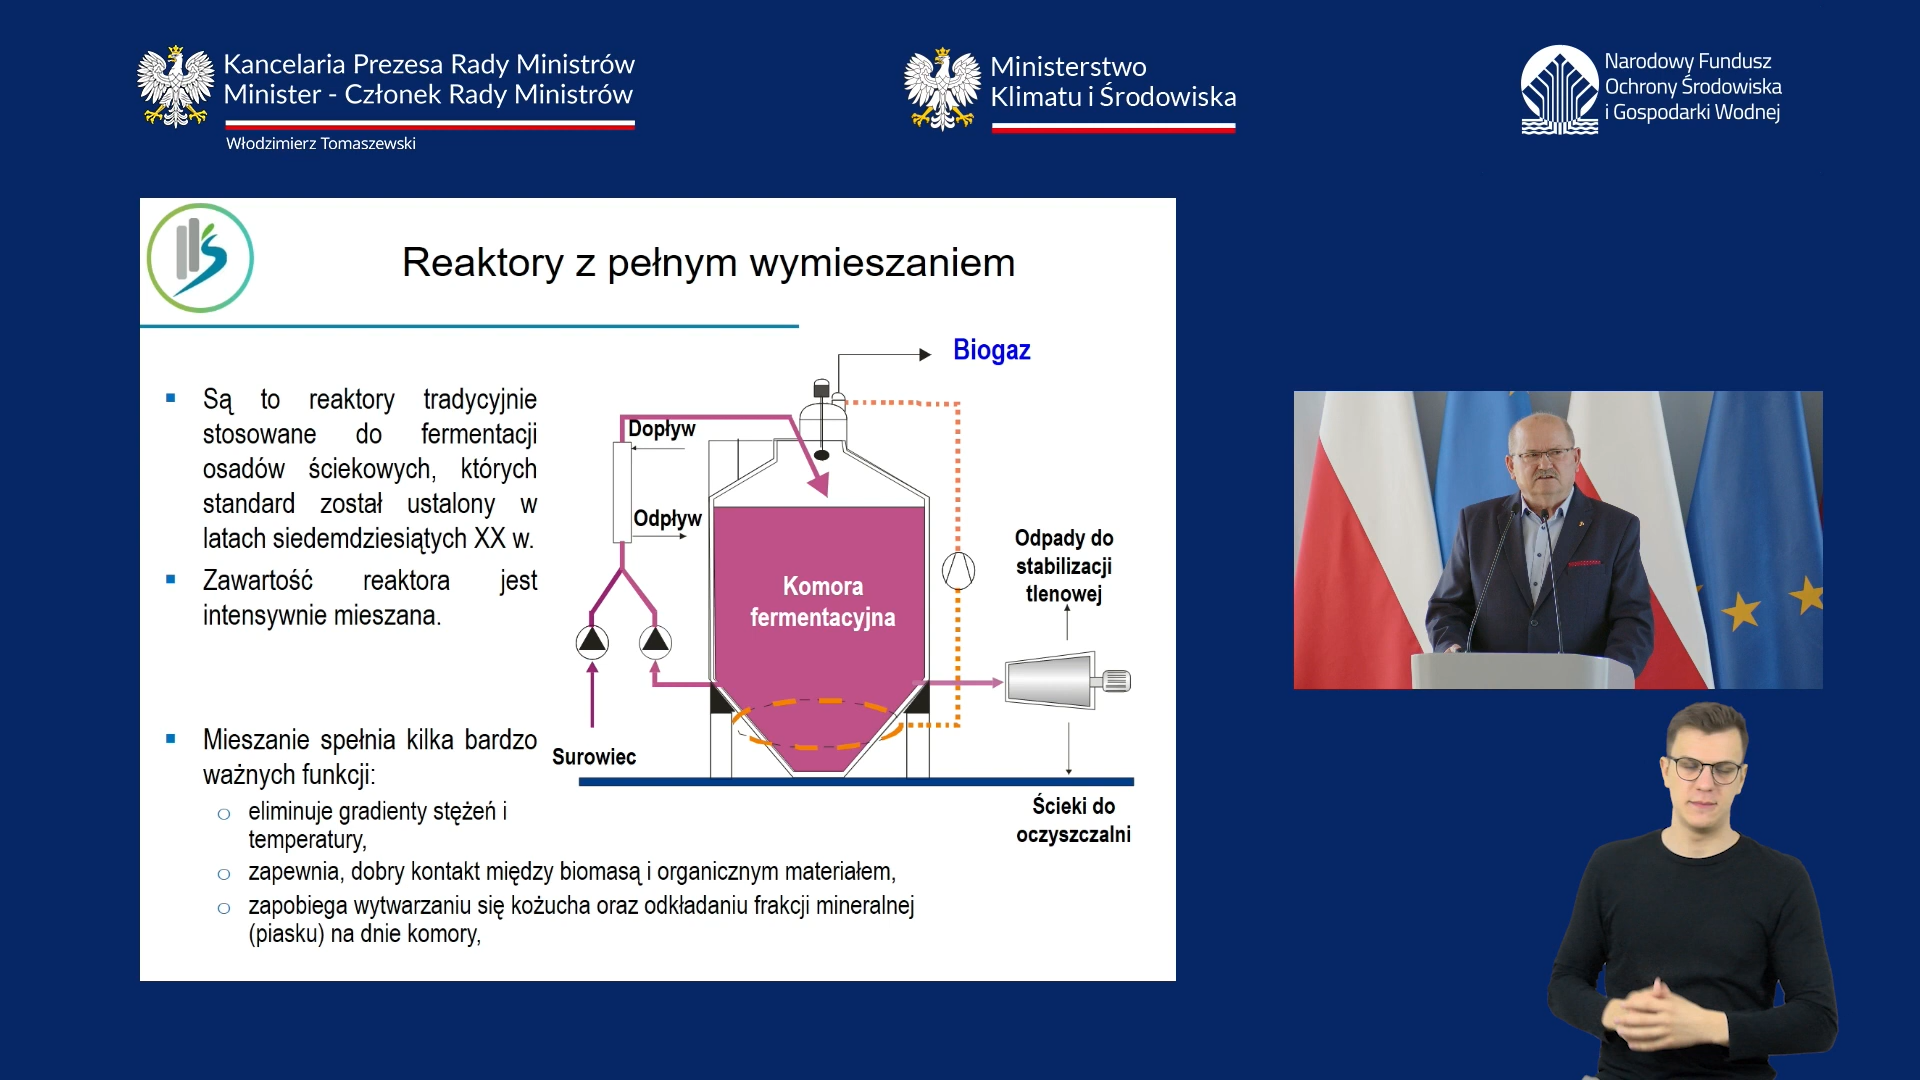 Kancelaria Prezesa Rady Ministrów
Minister - Członek Rady Ministrów
Włodzimierz Tomaszewski
Ministerstwo
Klimatu i Środowiska
Narodowy Fundusz
Ochrony Środowiska
i Gospodarki Wodnej
Reaktory z pełnym wymieszaniem
Są to reaktory tradycyjnie
stosowane do fermentacji
osadów ściekowych, których
standard został ustalony w
latach siedemdziesiątych XX w.
Zawartość reaktora jest
intensywnie mieszana.
Mieszanie spełnia kilka bardzo
ważnych funkcji:
eliminuje gradienty stężeń i
temperatury,
zapewnia, dobry kontakt między biomasą i organicznym materiałem,
zapobiega wytwarzaniu się kożucha oraz odkładaniu frakcji mineralnej
(piasku) na dnie komory,
Biogaz
Dopływ
Odpływ
Komora
fermentacyjna
Surowiec
Odpady do
stabilizacji
tlenowej
Ścieki do
oczyszczalni